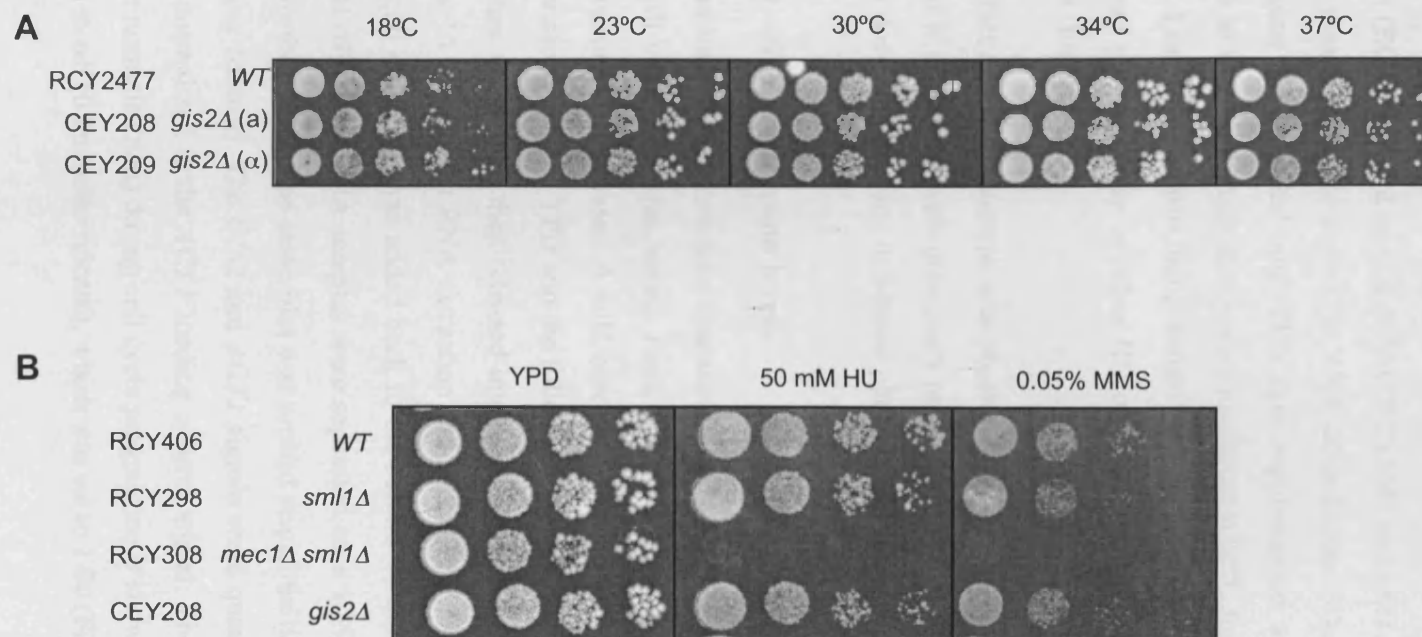 A
18ºC 23ºC 30ºC 34ºC 37ºC
RCY2477 WT
CEY208 gis2Δ (a)
CEY209 gis2Δ (α)
B
YPD 50 mM HU 0.05% MMS
RCY406 WT
RCY298 sml1Δ
RCY308 mec1Δ sml1Δ
CEY208 gis2Δ